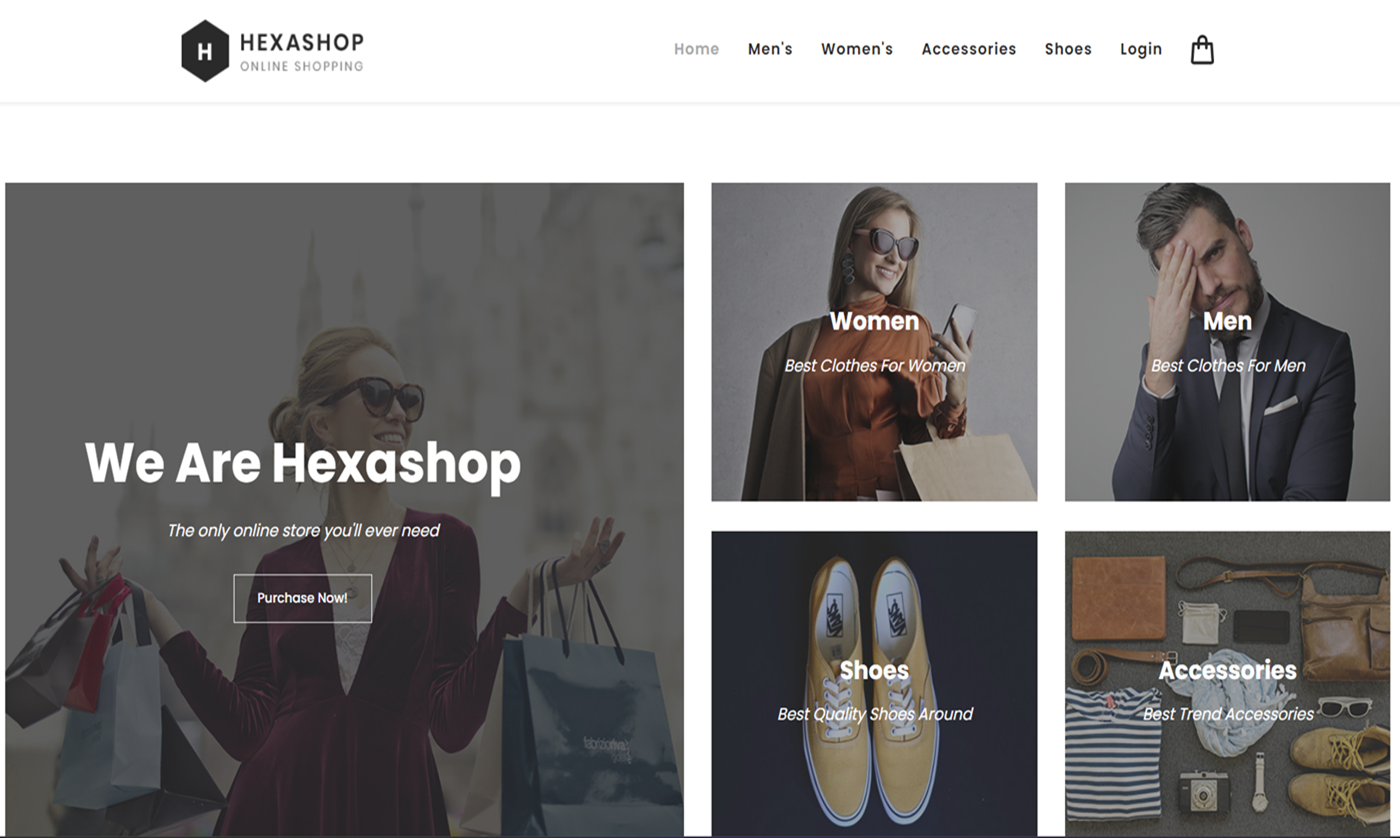 H
HEXASHOP
ONLINE SHOPPING
Home Men's Women's Accessories Shoes Login
We Are Hexashop
The only online store you'll ever need
Purchase Now!
Women
Best Clothes For Women
Men
Best Clothes For Men
Shoes
Best Quality Shoes Around
Accessories
Best Trend Accessories